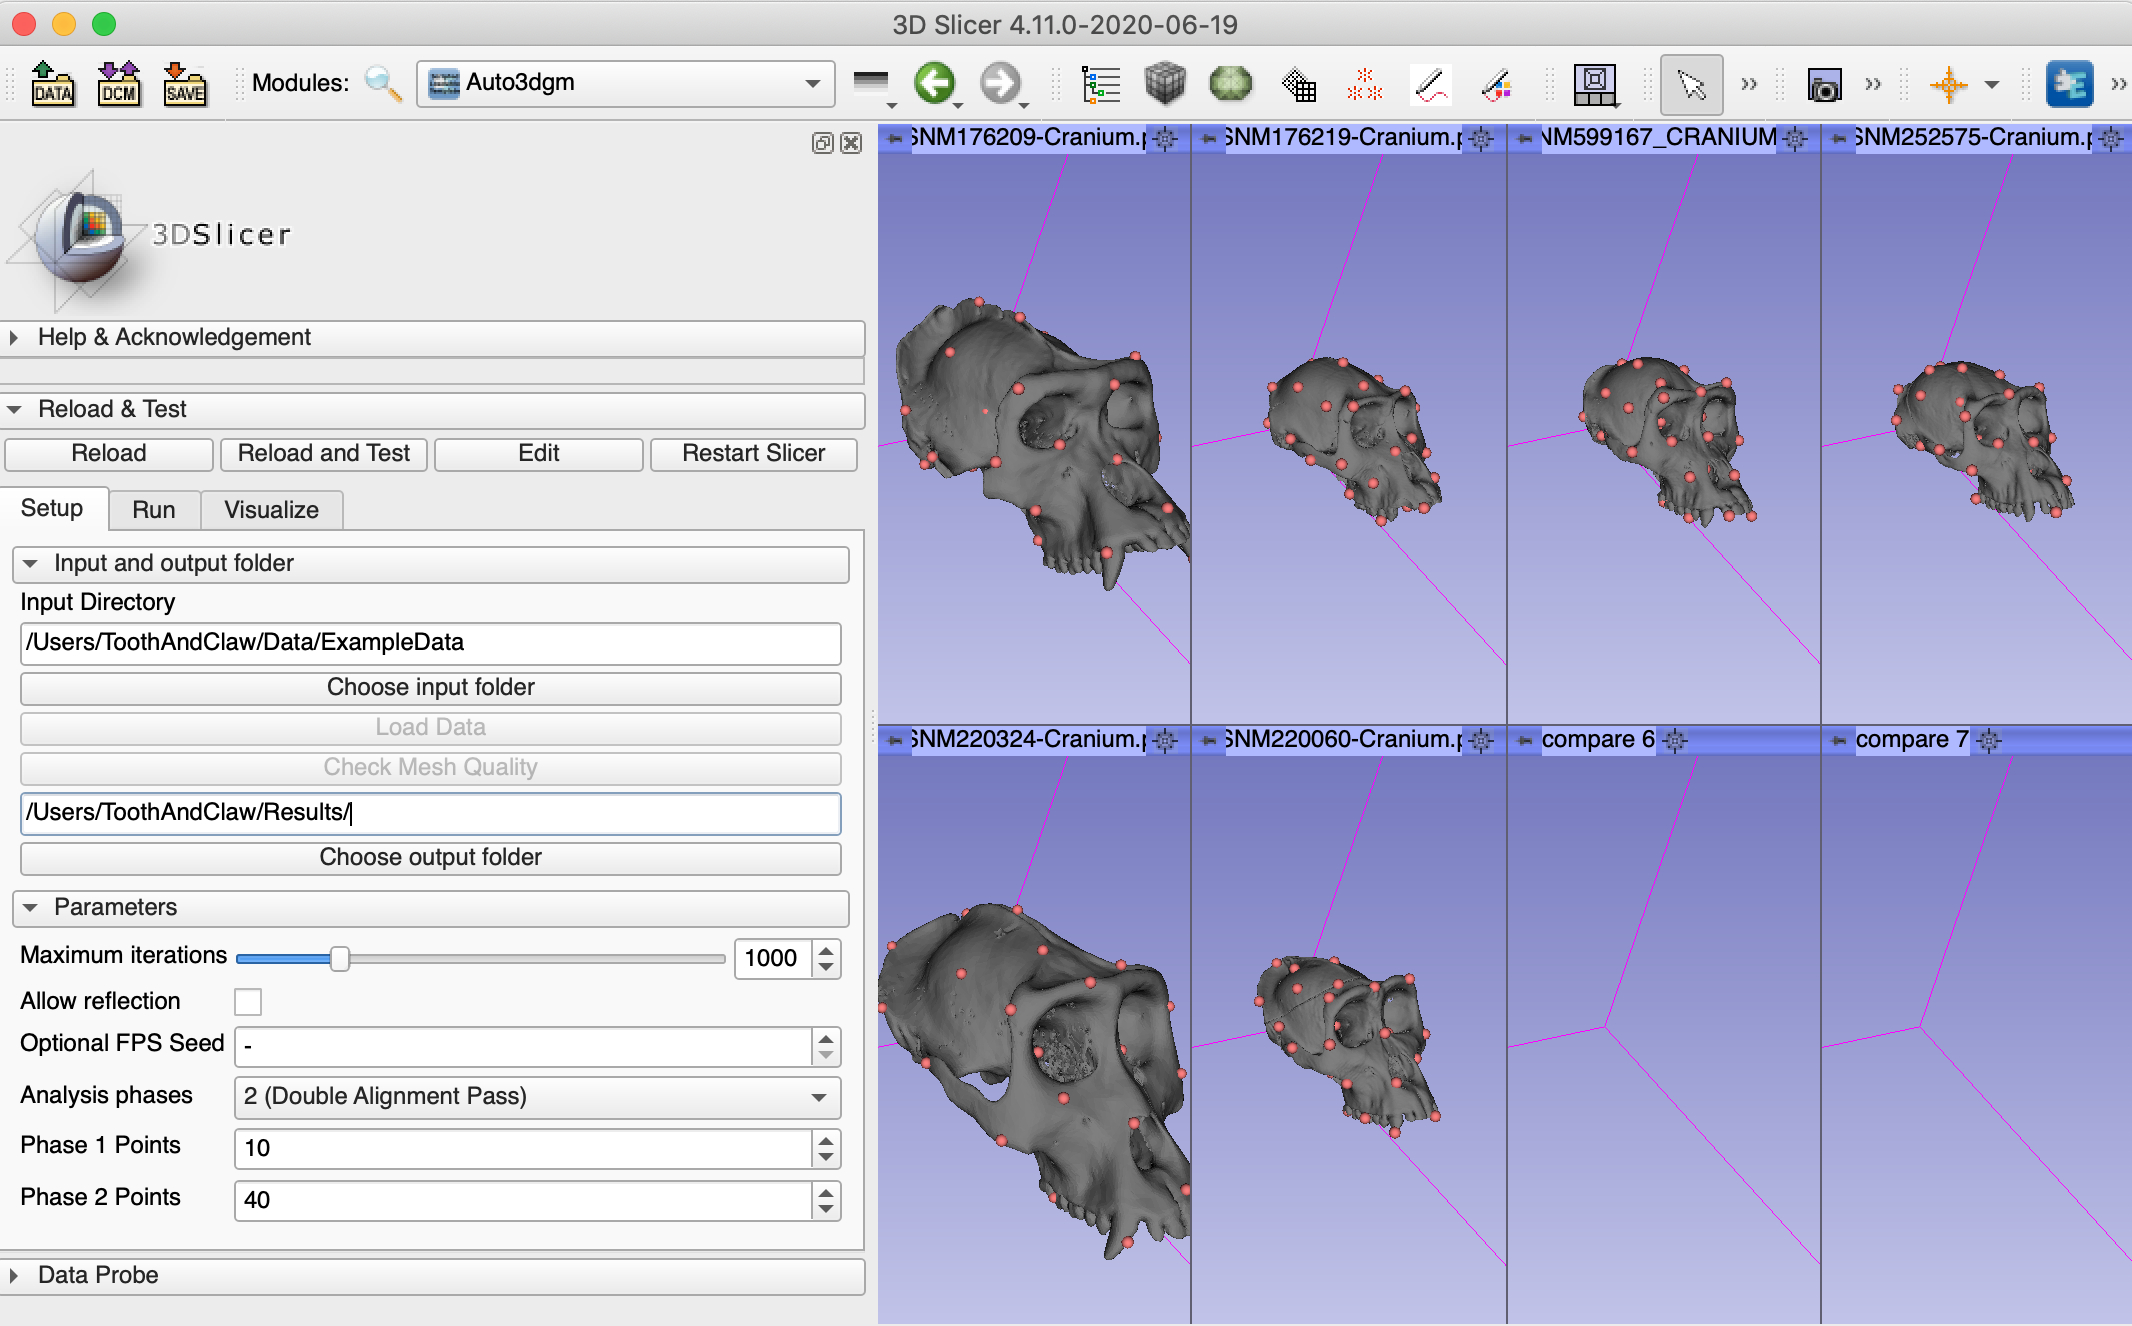 3D Slicer 4.11.0-2020-06-19
DATA DCM SAVE Modules: Auto3dgm
3DSlicer
Help & Acknowledgement
Reload & Test
Reload Reload and Test Edit Restart Slicer
Setup Run Visualize
Input and output folder
Input Directory
/Users/ToothAndClaw/Data/ExampleData
Choose input folder
Load Data
Check Mesh Quality
/Users/ToothAndClaw/Results/
Choose output folder
Parameters
Maximum iterations 1000
Allow reflection
Optional FPS Seed -
Analysis phases 2 (Double Alignment Pass)
Phase 1 Points 10
Phase 2 Points 40
Data Probe
SNM176209-Cranium.p SNM176219-Cranium.p NM599167_CRANIUM SNM252575-Cranium.p
SNM220324-Cranium.p SNM220060-Cranium.p compare 6 compare 7